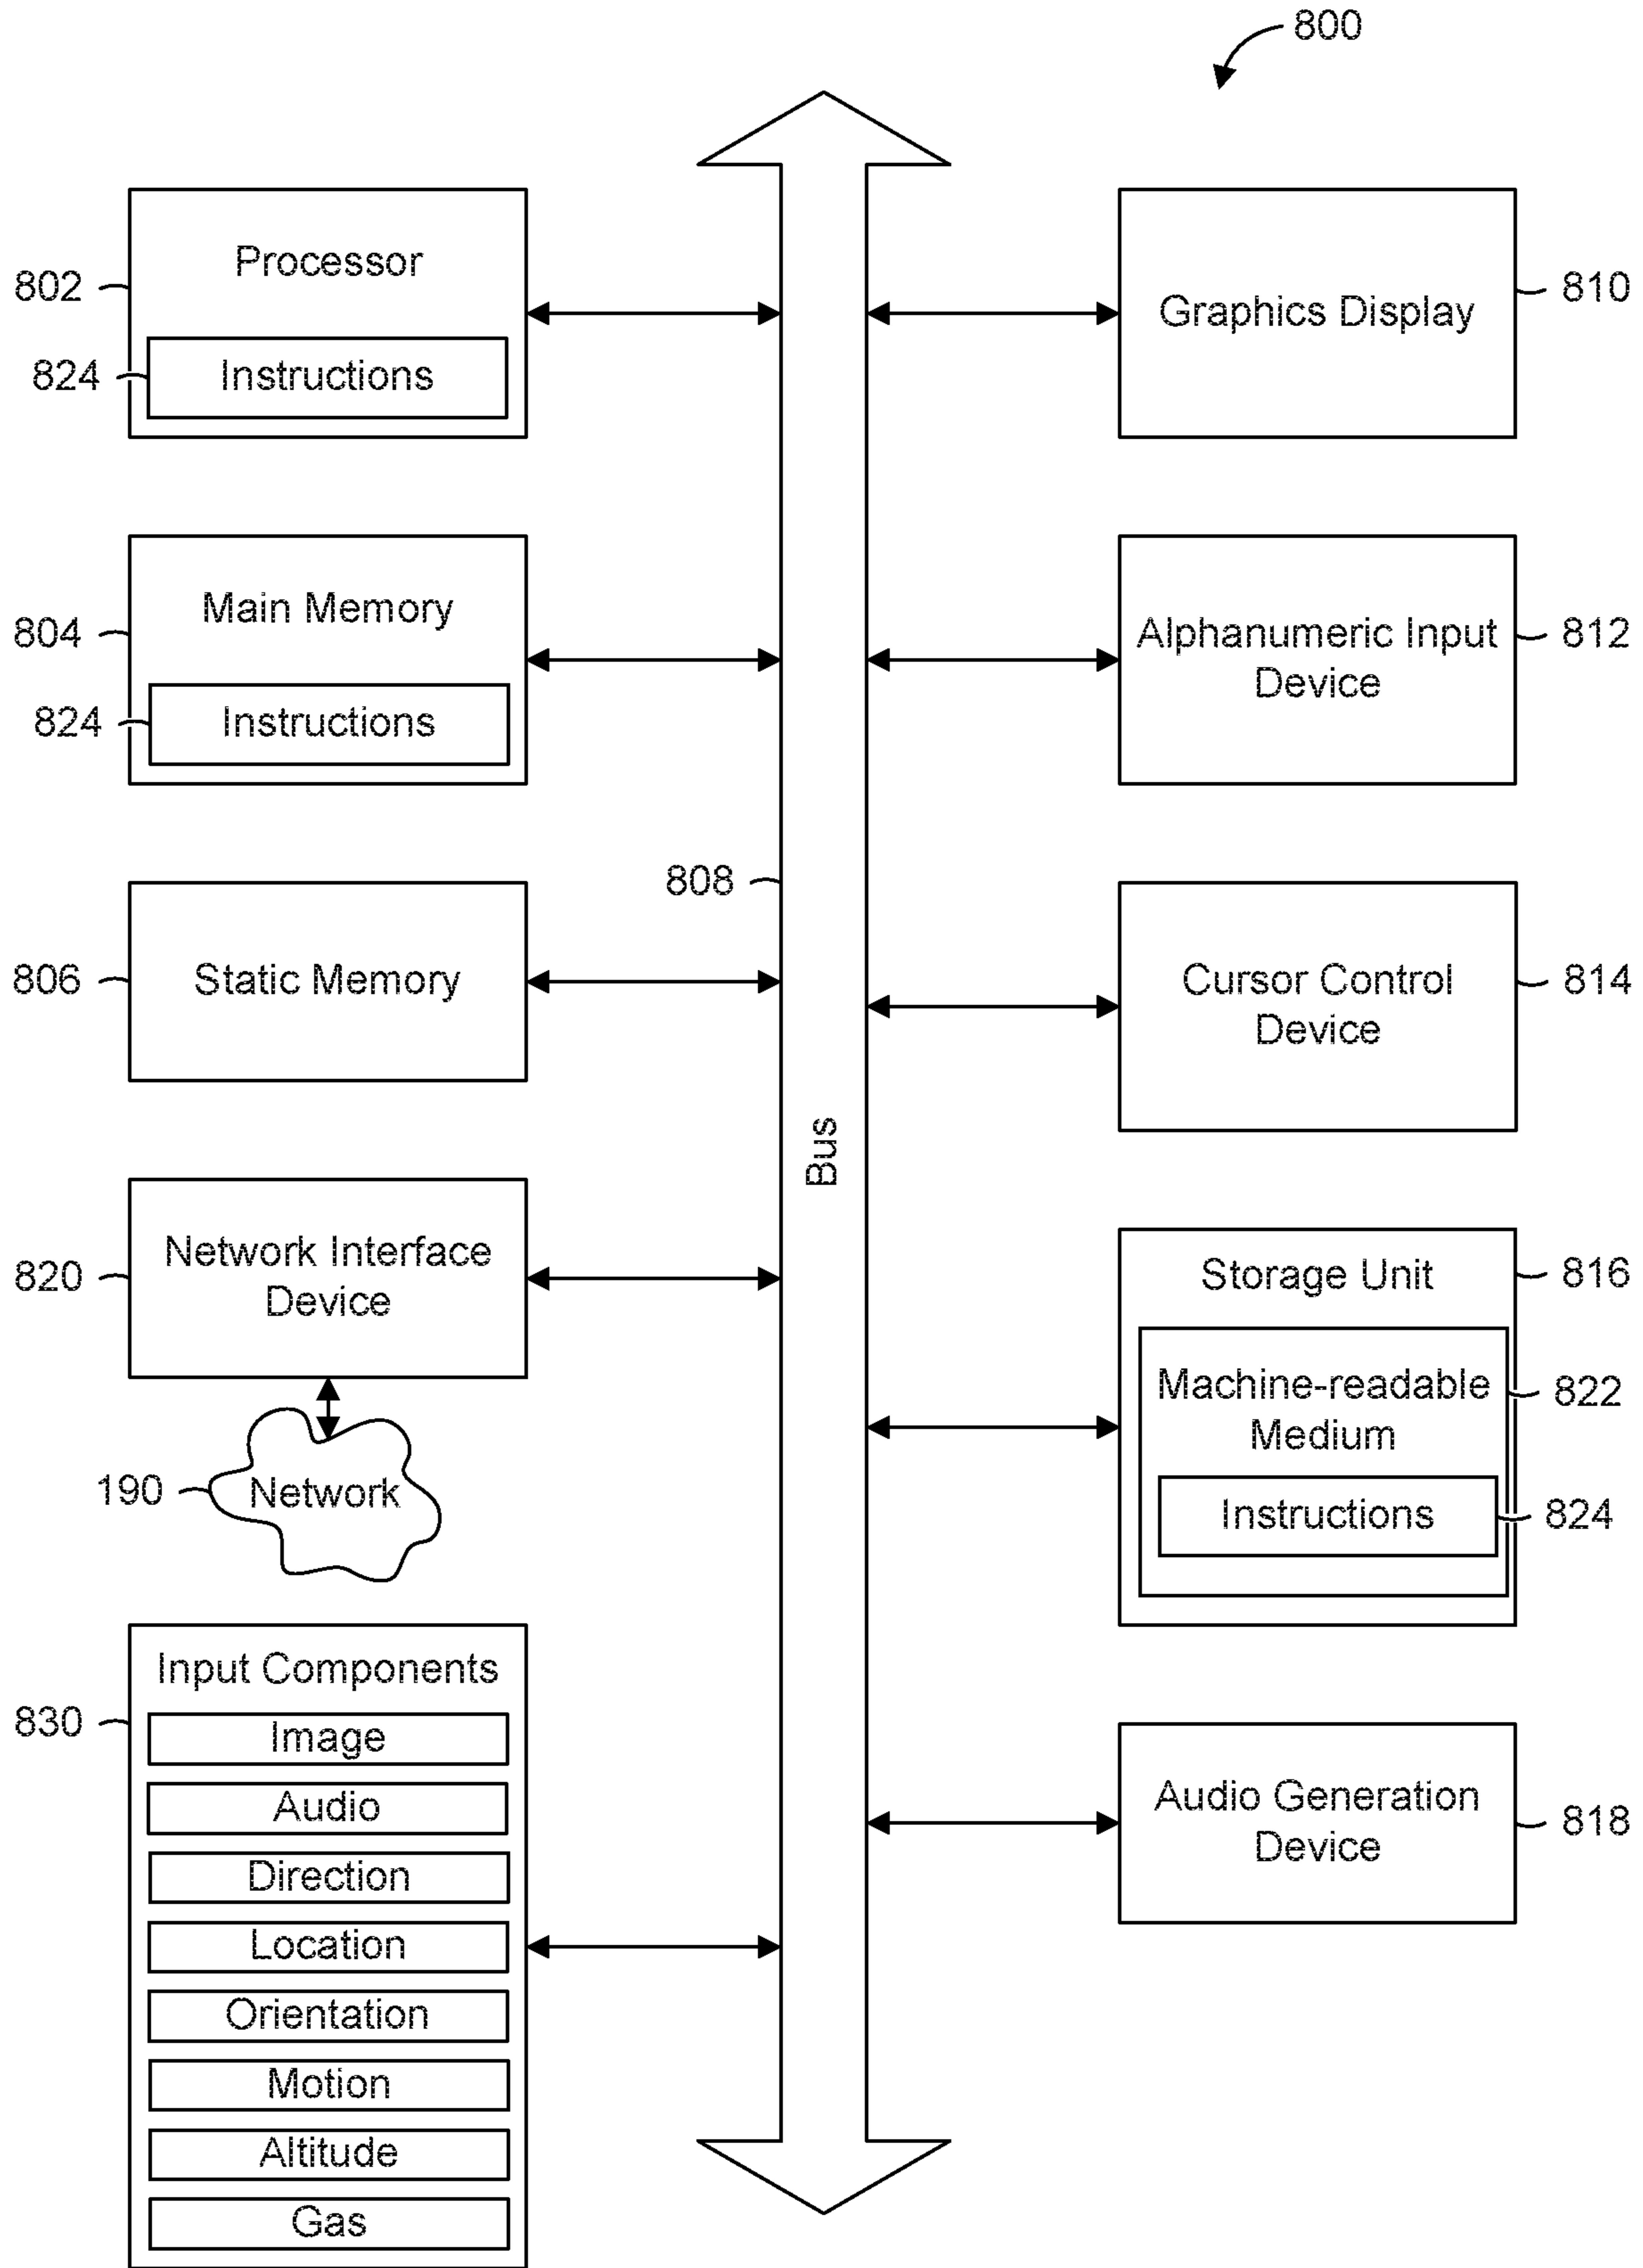 800
Processor
802
824
Instructions
Main Memory
804
824
Instructions
Static Memory
806
Network Interface
Device
820
190
Network
Input Components
830
Image
Audio
Direction
Location
Orientation
Motion
Altitude
Gas
808
Bus
Graphics Display
810
Alphanumeric Input
Device
812
Cursor Control
Device
814
Storage Unit
816
Machine-readable
Medium
822
Instructions
824
Audio Generation
Device
818